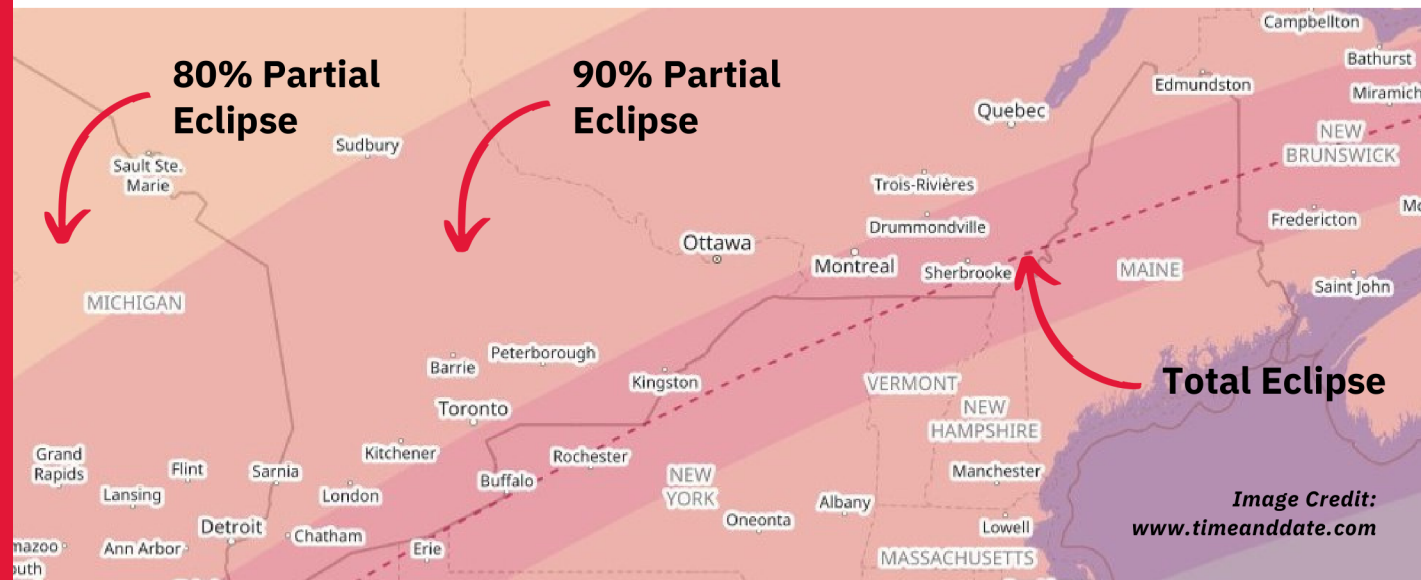 80% Partial
Eclipse
90% Partial
Eclipse
Total Eclipse
Campbellton
Bathurst
Edmundston
Miramich
Quebec
NEW
BRUNSWICK
Sudbury
Sault Ste.
Marie
Trois-Rivières
Drummondville
Fredericton
Ottawa
Montreal
Sherbrooke
MAINE
Saint John
MICHIGAN
Barrie
Peterborough
Kingston
VERMONT
Toronto
NEW
HAMPSHIRE
Grand
Rapids
Flint
Sarnia
Kitchener
Rochester
Buffalo
NEW
YORK
Manchester
Lansing
London
Albany
Oneonta
Detroit
Chatham
Lowell
mazoo
Ann Arbor
Erie
MASSACHUSETTS
outh
Image Credit:
www.timeanddate.com